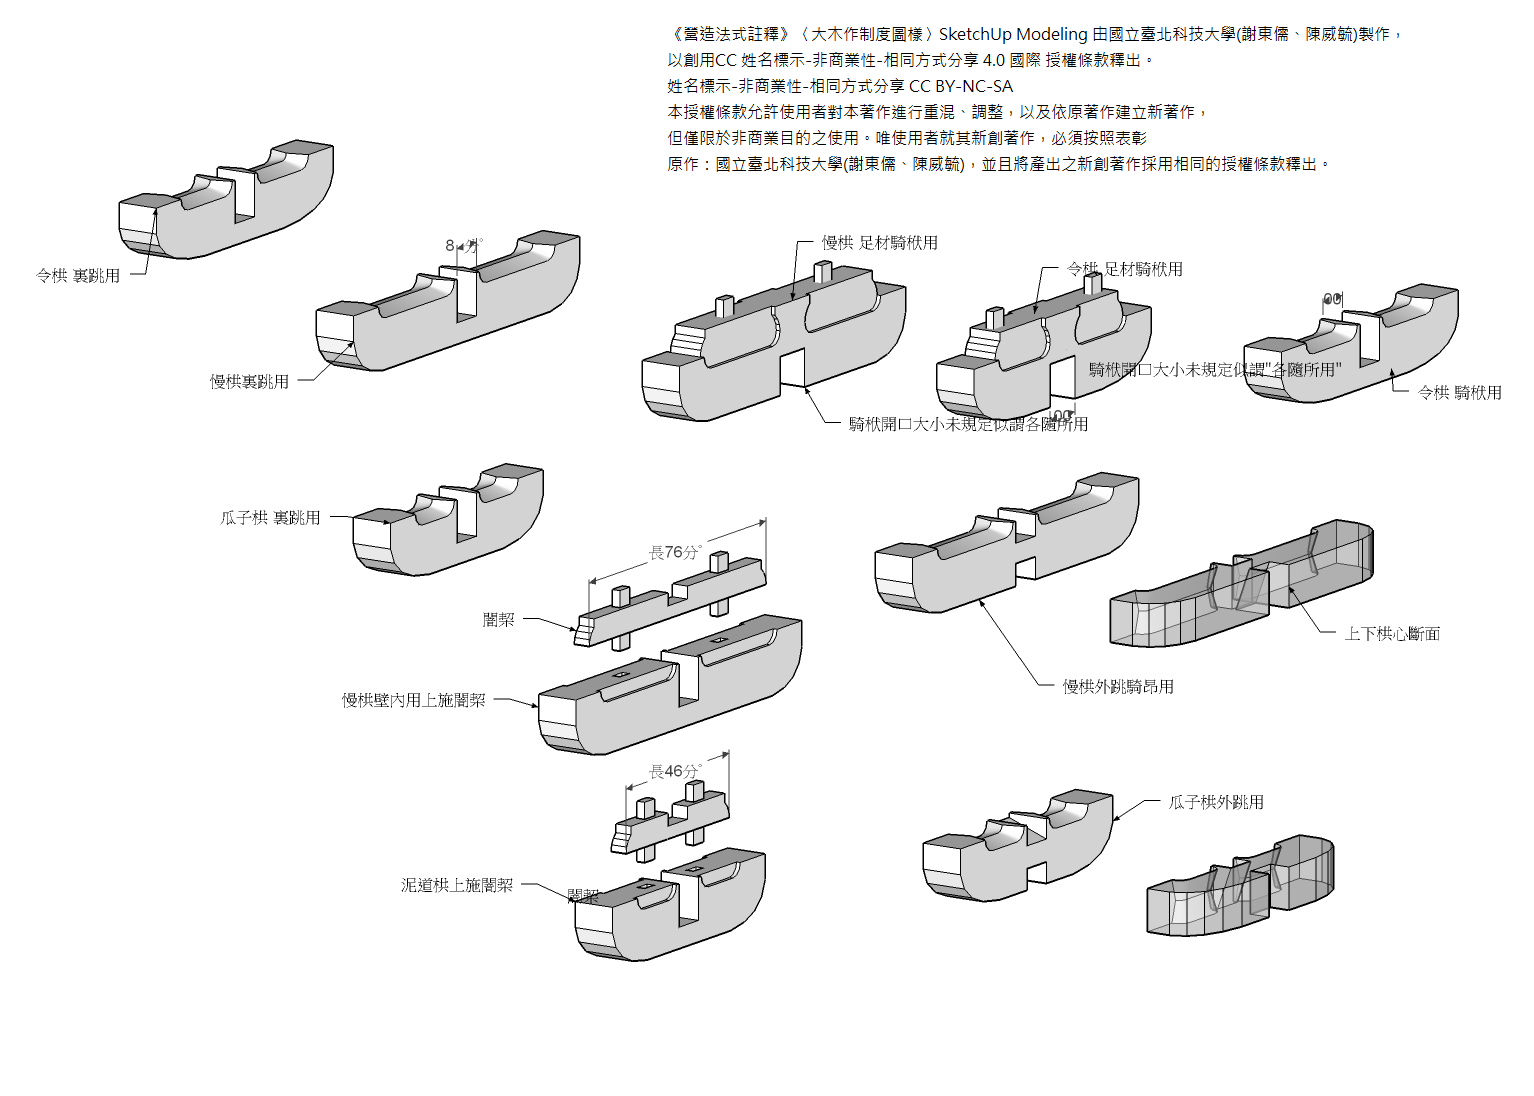 《營造法式註釋》〈大木作制度圖樣〉SketchUp Modeling 由國立臺北科技大學(謝東儒、陳威毓)製作，
以創用CC 姓名標示-非商業性-相同方式分享 4.0 國際 授權條款釋出。
姓名標示-非商業性-相同方式分享 CC BY-NC-SA
本授權條款允許使用者對本著作進行重混、調整，以及依原著作建立新著作，
但僅限於非商業目的之使用。唯使用者就其新創著作，必須按照表彰
原作：國立臺北科技大學(謝東儒、陳威毓)，並且將產出之新創著作採用相同的授權條款釋出。
令栱 裏跳用
8 分°
慢栱裏跳用
慢栱 足材騎栿用
騎栿開口大小未規定似謂各隨所用
令栱 足材騎栿用
騎栿開口大小未規定似謂"各隨所用"
令栱 騎栿用
瓜子栱 裏跳用
長76分°
闇栔
慢栱壁內用上施闇栔
慢栱外跳騎昂用
上下栱心斷面
長46分°
泥道栱上施闇栔
闇栔
瓜子栱外跳用